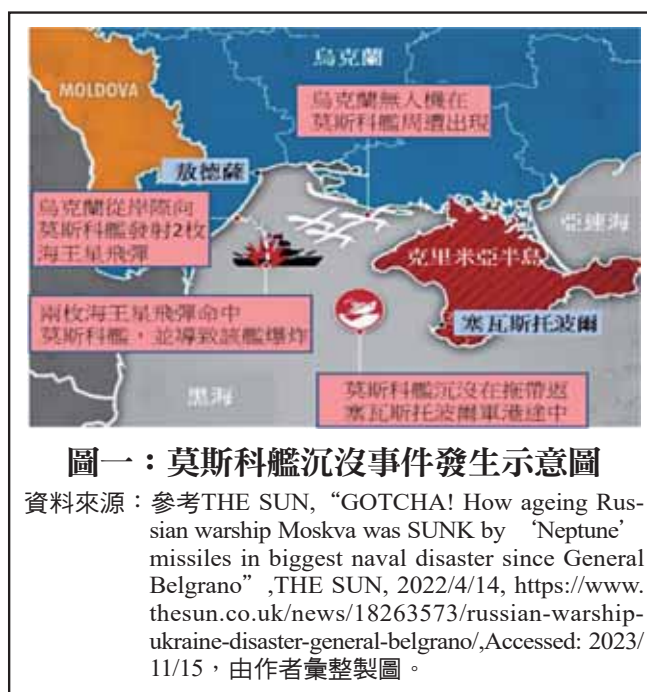 烏克蘭
MOLDOVA
烏克蘭無人機在
莫斯科艦周遭出現
敖德薩
烏克蘭從岸際向
莫斯科艦發射2枚
海王星飛彈
亞速海
克里米亞半島
兩枚海王星飛彈命中
莫斯科艦，並導致該艦爆炸
塞瓦斯托波爾
黑海
莫斯科艦沉沒在拖帶返
塞瓦斯托波爾軍港途中
圖一：莫斯科艦沉沒事件發生示意圖
資料來源：參考THE SUN, “GOTCHA! How ageing Rus-
sian warship Moskva was SUNK by ‘Neptune’
missiles in biggest naval disaster since General
Belgrano”,THE SUN, 2022/4/14, https://www.
thesun.co.uk/news/18263573/russian-warship-
ukraine-disaster-general-belgrano/,Accessed: 2023/
11/15，由作者彙整製圖。